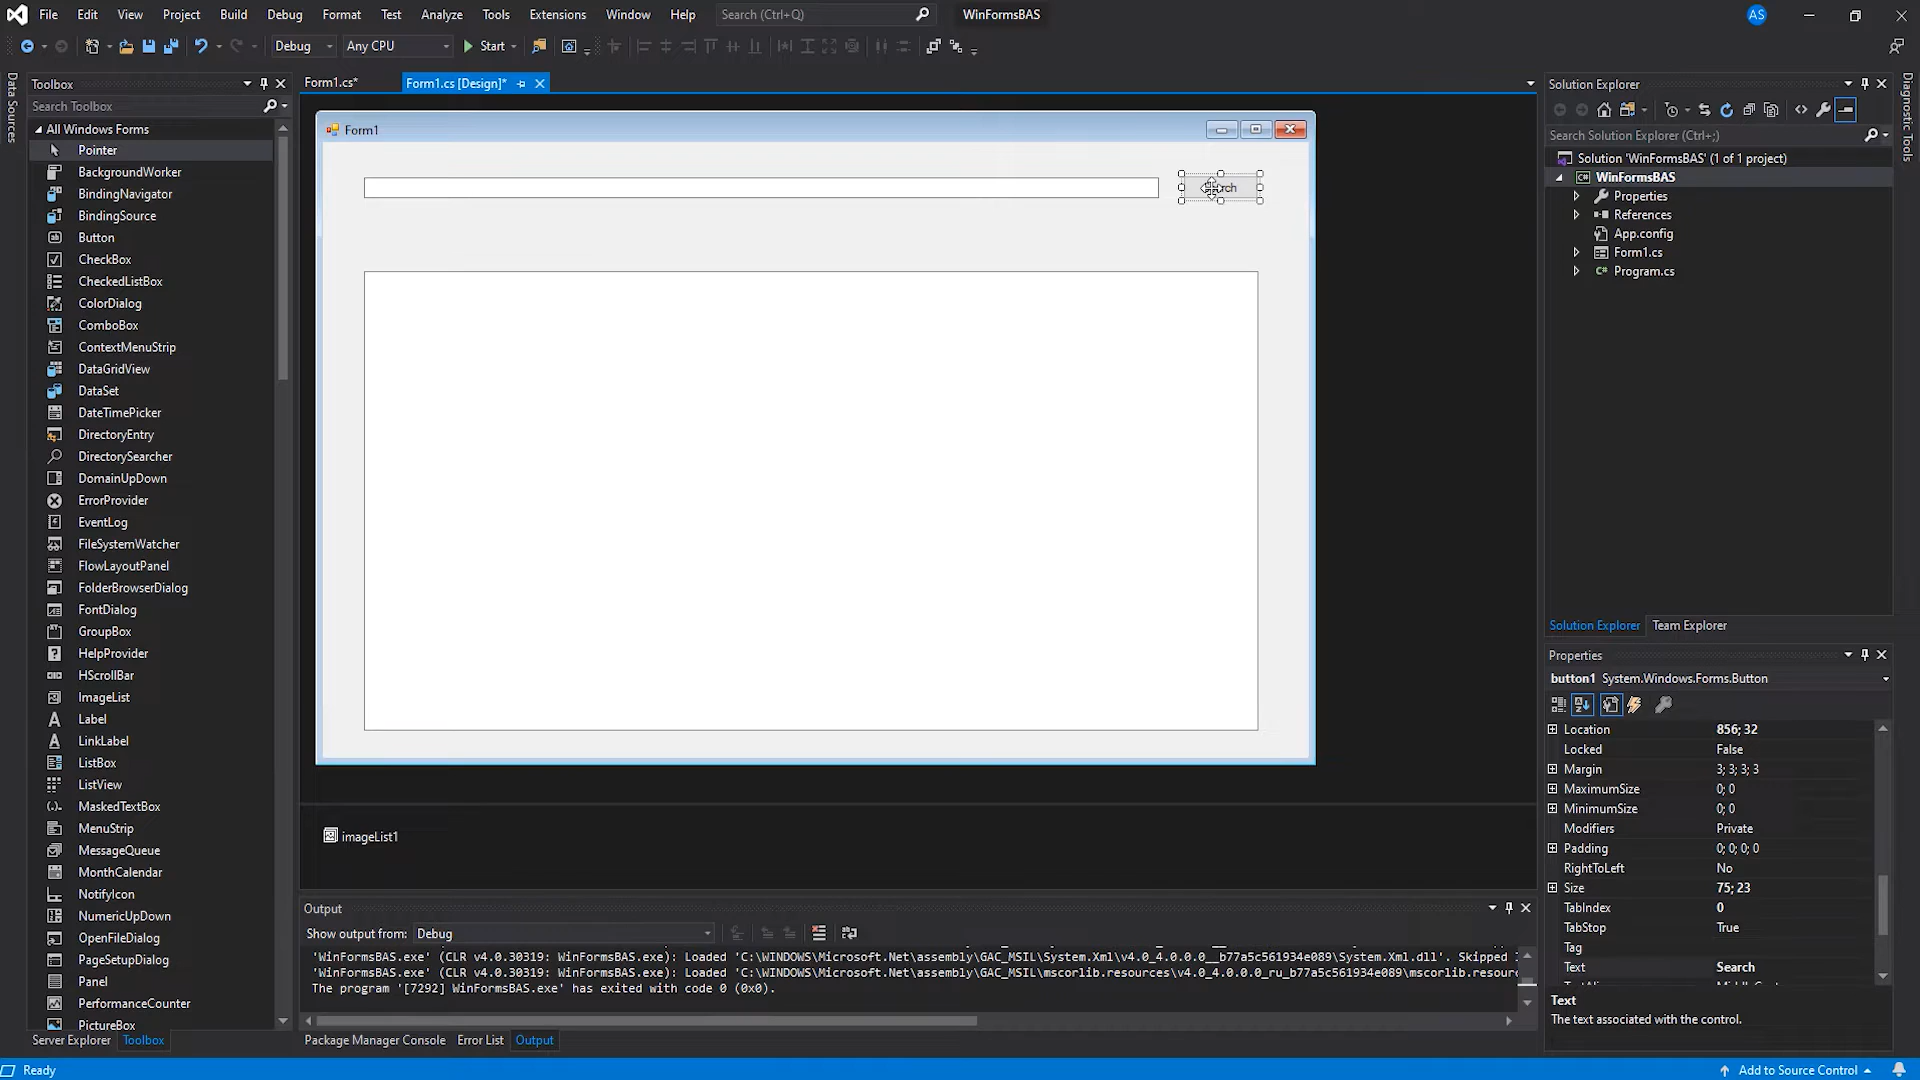 File Edit View Project Build Debug Format Test Analyze Tools Extensions Window Help Search (Ctrl+Q) WinFormsBAS AS
Debug Any CPU Start
Data Sources
Toolbox
Search Toolbox
All Windows Forms
Pointer
BackgroundWorker
BindingNavigator
BindingSource
Button
CheckBox
CheckedListBox
ColorDialog
ComboBox
ContextMenuStrip
DataGridView
DataSet
DateTimePicker
DirectoryEntry
DirectorySearcher
DomainUpDown
ErrorProvider
EventLog
FileSystemWatcher
FlowLayoutPanel
FolderBrowserDialog
FontDialog
GroupBox
HelpProvider
HScrollBar
ImageList
Label
LinkLabel
ListBox
ListView
MaskedTextBox
MenuStrip
MessageQueue
MonthCalendar
NotifyIcon
NumericUpDown
OpenFileDialog
PageSetupDialog
Panel
PerformanceCounter
PictureBox
Server Explorer Toolbox
Form1.cs* Form1.cs [Design]*
Form1
imageList1
Output
Show output from: Debug
'WinFormsBAS.exe' (CLR v4.0.30319: WinFormsBAS.exe): Loaded 'C:\WINDOWS\Microsoft.Net\assembly\GAC_MSIL\System.Xml\v4.0_4.0.0.0__b77a5c561934e089\System.Xml.dll'. Skipped
'WinFormsBAS.exe' (CLR v4.0.30319: WinFormsBAS.exe): Loaded 'C:\WINDOWS\Microsoft.Net\assembly\GAC_MSIL\mscorlib.resources\v4.0_4.0.0.0_ru_b77a5c561934e089\mscorlib.resour
The program '[7292] WinFormsBAS.exe' has exited with code 0 (0x0).
Package Manager Console Error List Output
Solution Explorer
Search Solution Explorer (Ctrl+;)
Solution 'WinFormsBAS' (1 of 1 project)
WinFormsBAS
Properties
References
App.config
Form1.cs
Program.cs
Solution Explorer Team Explorer
Diagnostic Tools
Properties
button1 System.Windows.Forms.Button
Location 856; 32
Locked False
Margin 3; 3; 3; 3
MaximumSize 0; 0
MinimumSize 0; 0
Modifiers Private
Padding 0; 0; 0; 0
RightToLeft No
Size 75; 23
TabIndex 0
TabStop True
Tag
Text Search
Text
The text associated with the control.
Ready Add to Source Control